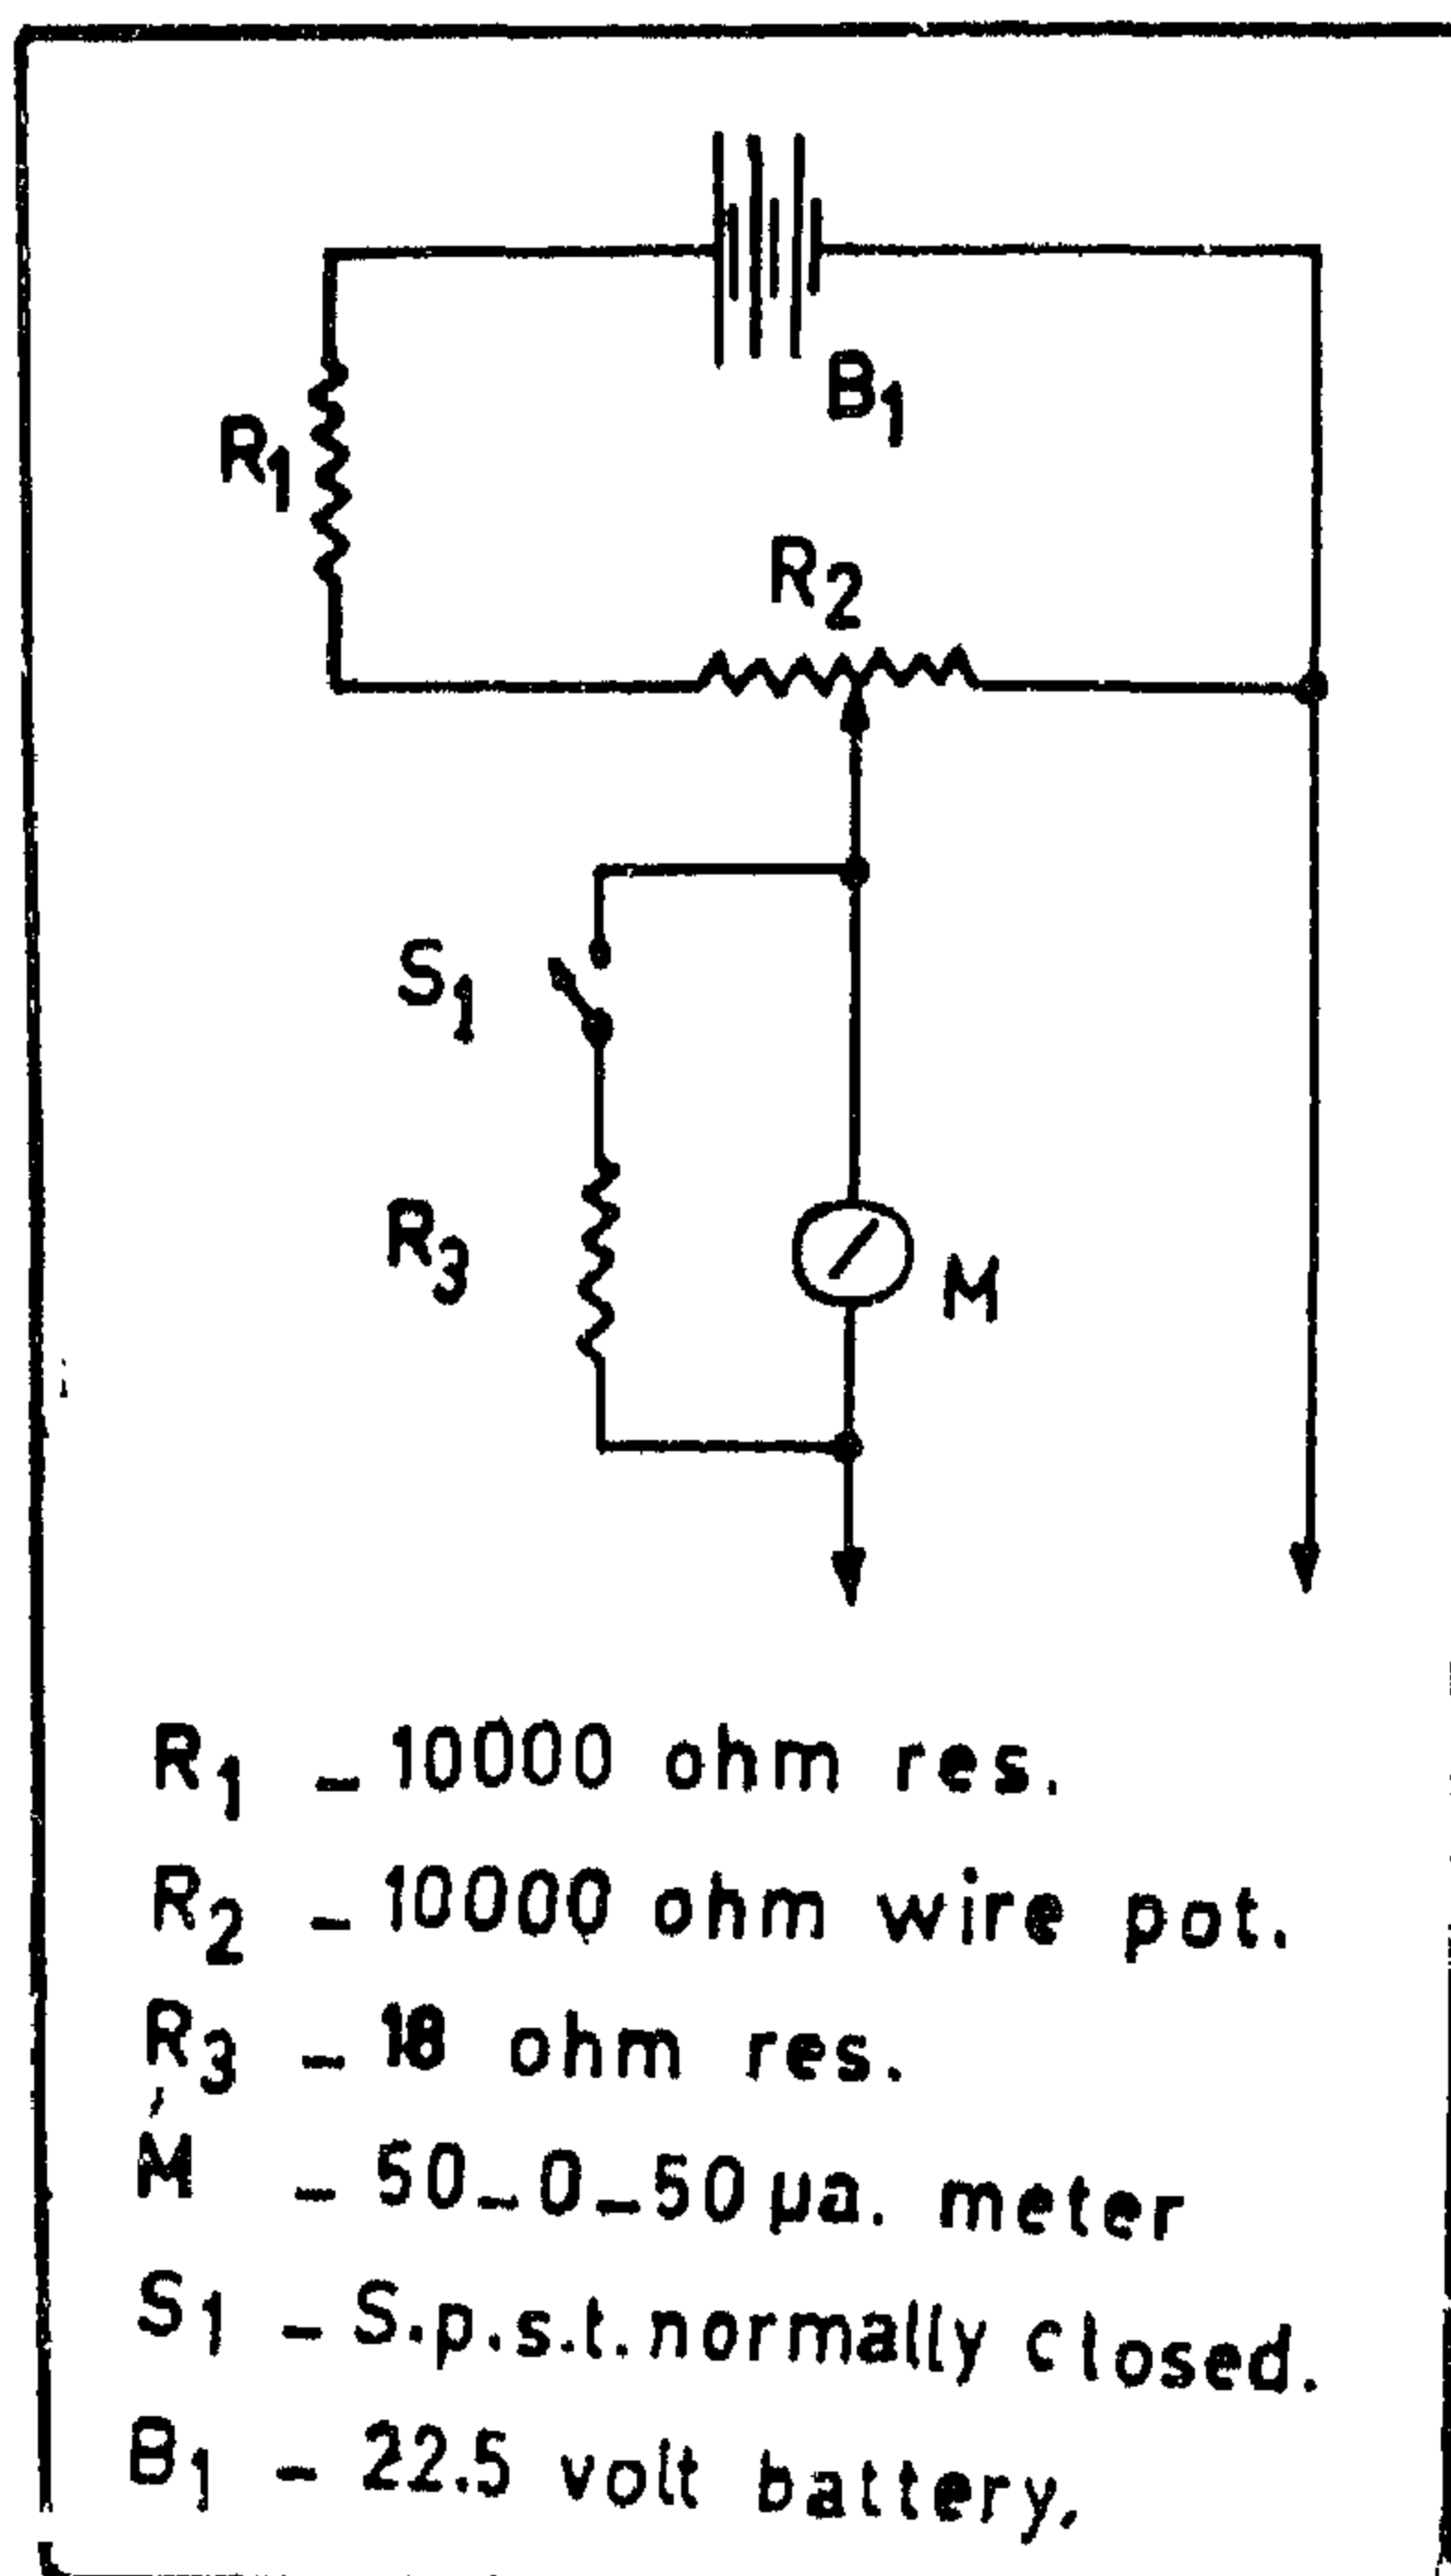 B1
R1
R2
S1
R3
M
R1 - 10000 ohm res.
R2 - 10000 ohm wire pot.
R3 - 18 ohm res.
M - 50-0-50 µa. meter
S1 - S.p.s.t. normally closed.
B1 - 22.5 volt battery.